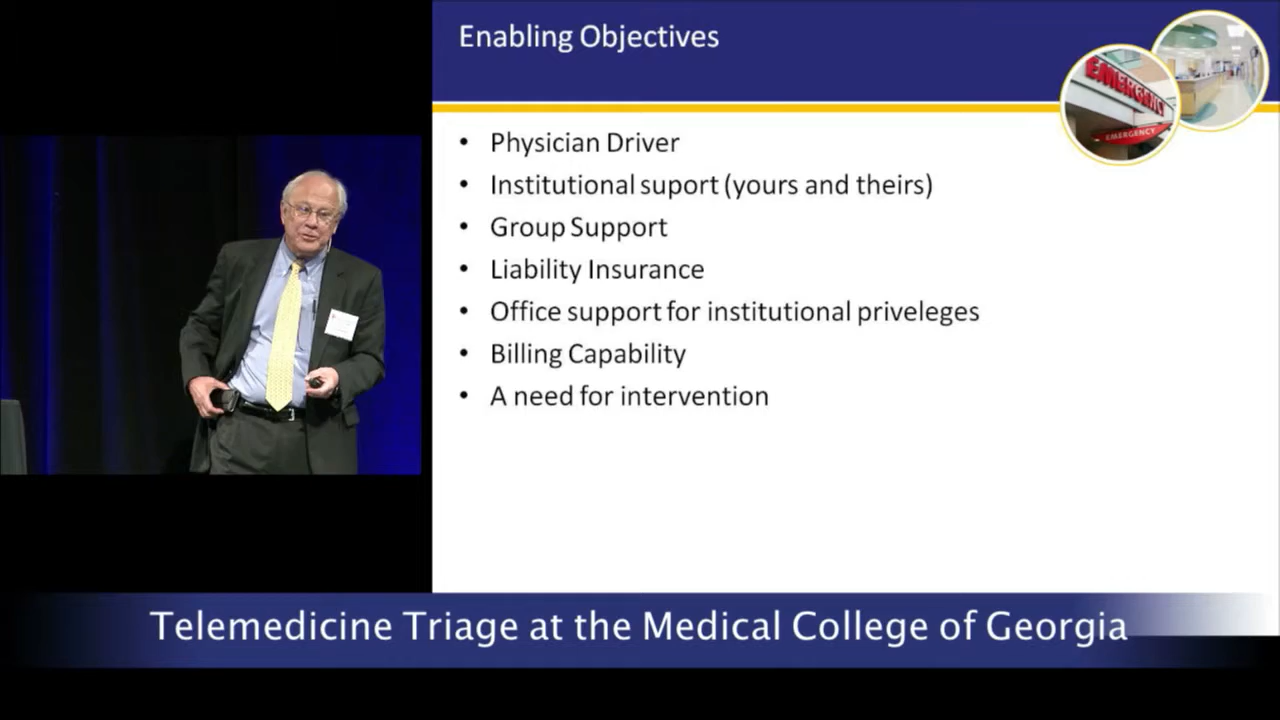 Enabling Objectives
EMERGENCY
EMERGENCY
• Physician Driver
• Institutional suport (yours and theirs)
• Group Support
• Liability Insurance
• Office support for institutional priveleges
• Billing Capability
• A need for intervention
Telemedicine Triage at the Medical College of Georgia